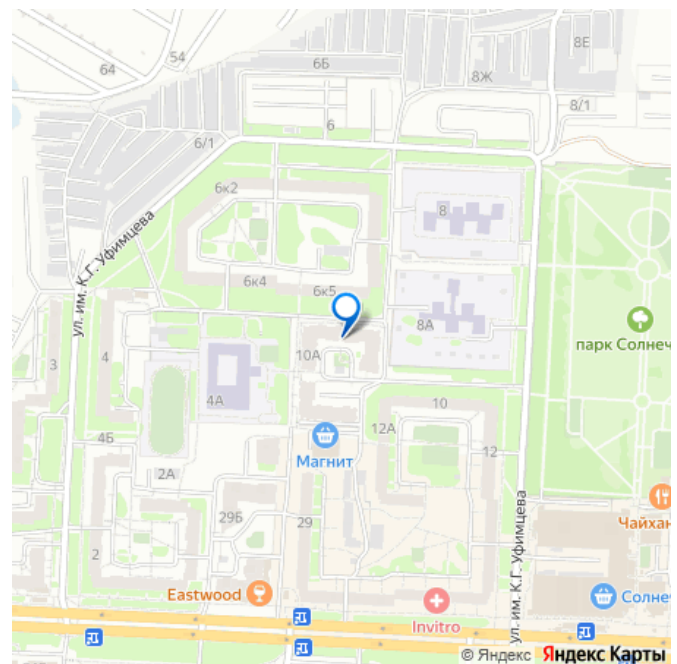 54
64
6Б
8Е
8Ж
8/1
6
6/1
6к2
8
ул. им. К.Г. Уфимцева
6к4
6к5
8А
парк Солнеч
10А
3
4
4А
10
4Б
12А
12
Магнит
2А
29Б
29
Чайхан
2
Eastwood
Invitro
ул. им. К.Г. Уфимцева
Солнеч
© Яндекс Яндекс Карты